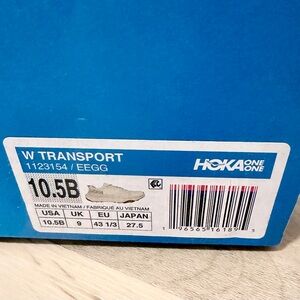 W TRANSPORT
1123154 / EEGG
HOKA ONE ONE
10.5B
MADE IN VIETNAM / FABRIQUÉ AU VIETNAM
USA UK EU JAPAN
10.5B 9 43 1/3 27.5